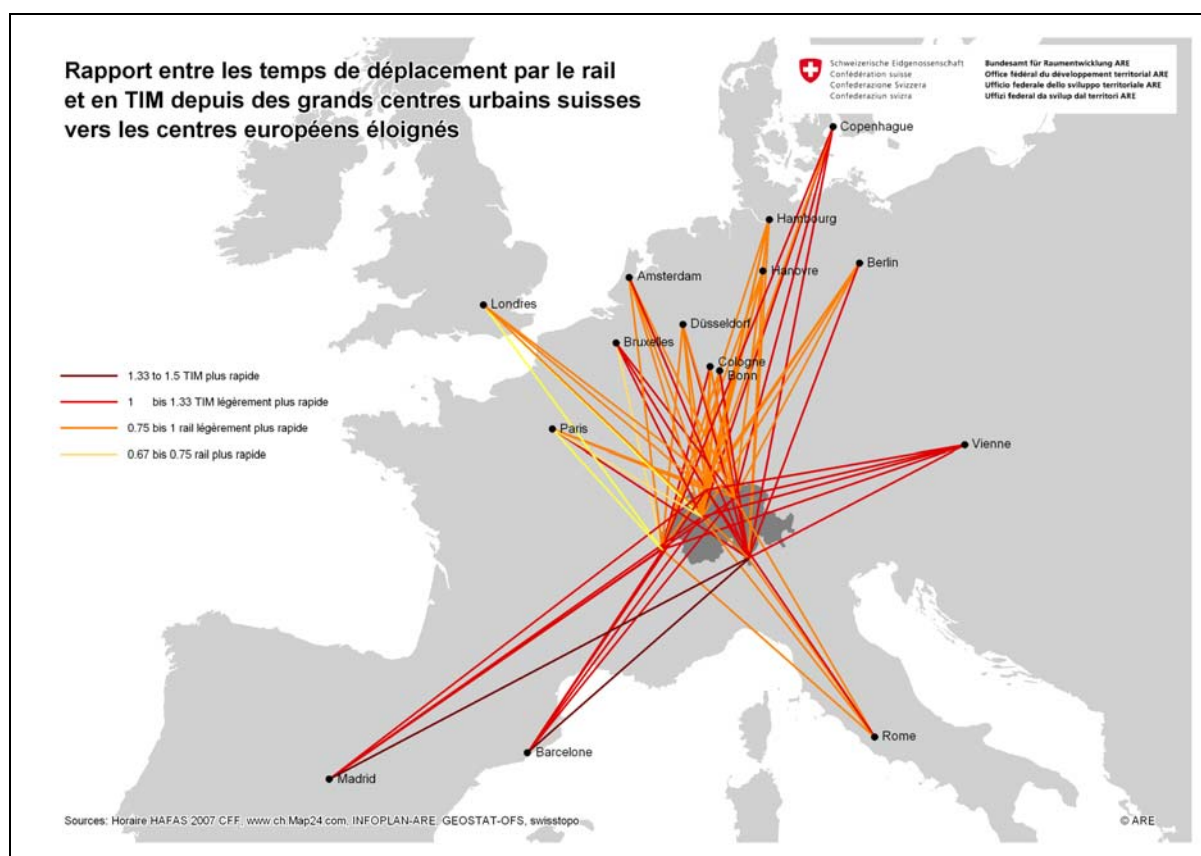 Rapport entre les temps de déplacement par le rail
et en TIM depuis des grands centres urbains suisses
vers les centres européens éloignés
Schweizerische Eidgenossenschaft
Confédération suisse
Confederazione Svizzera
Confederaziun svizra
Bundesamt für Raumentwicklung ARE
Office fédéral du développement territorial ARE
Ufficio federale dello sviluppo territoriale ARE
Uffizi federal da svilup dal territori ARE
Copenhague
Hambourg
Hanovre
Berlin
Amsterdam
Londres
Düsseldorf
Bruxelles
Cologne
Bonn
1.33 to 1.5 TIM plus rapide
1 bis 1.33 TIM légèrement plus rapide
0.75 bis 1 rail légèrement plus rapide
0.67 bis 0.75 rail plus rapide
Paris
Vienne
Rome
Barcelone
Madrid
Sources: Horaire HAFAS 2007 CFF, www.ch.Map24.com, INFOPLAN-ARE, GEOSTAT-OFS, swisstopo
© ARE